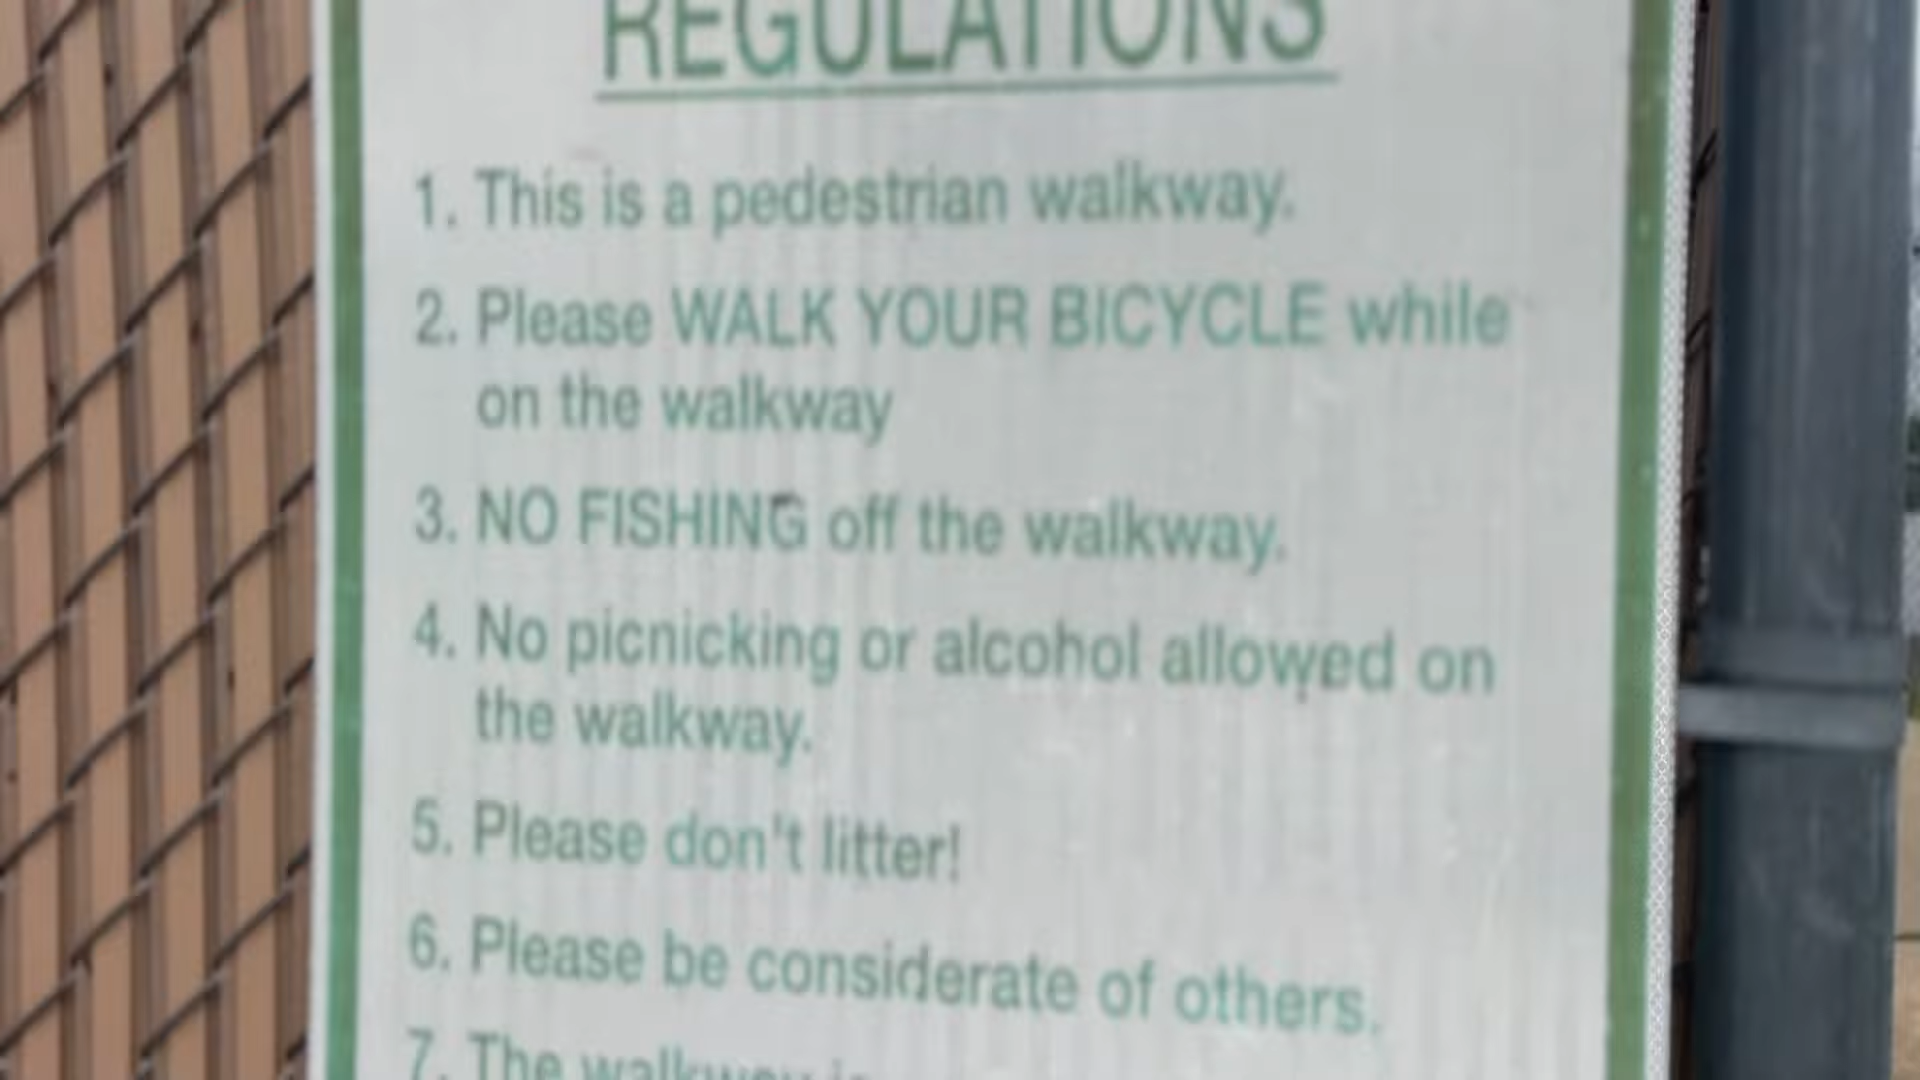 REGULATIONS
1. This is a pedestrian walkway.
2. Please WALK YOUR BICYCLE while
on the walkway
3. NO FISHING off the walkway.
4. No picnicking or alcohol allowed on
the walkway.
5. Please don't litter!
6. Please be considerate of others.
7. The walkway is